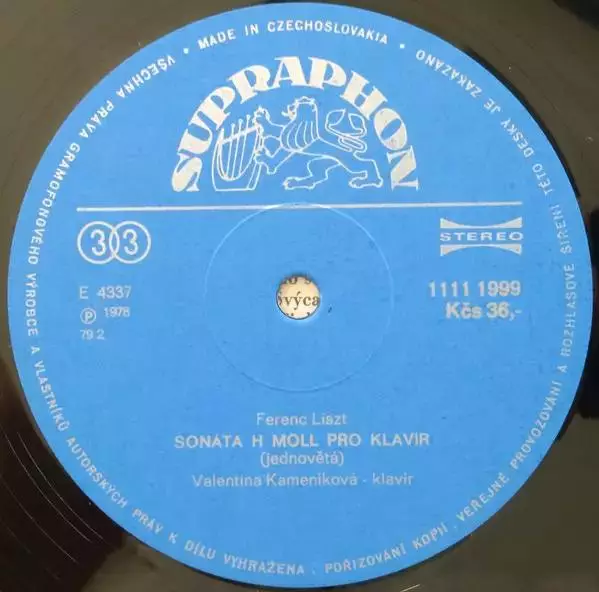 VŠECHNA PRÁVA GRAMOFONOVÉHO VÝROBCE A VLASTNÍKŮ AUTORSKÝCH PRÁV K DÍLU VYHRAŽENA . POŘIZOVÁNÍ KOPIÍ . VEŘEJNÉ PROVOZOVÁNÍ A ROZHLASOVÉ ŠÍŘENÍ TÉTO DESKY JE ZAKÁZÁNO
• MADE IN CZECHOSLOVAKIA •
SUPRAPHON
33
STEREO
E 4337
1111 1999
℗ 1978
Kčs 36,-
79.2
ovýca
Ferenc Liszt
SONÁTA H MOLL PRO KLAVÍR
(jednovětá)
Valentina Kameníková - klavír